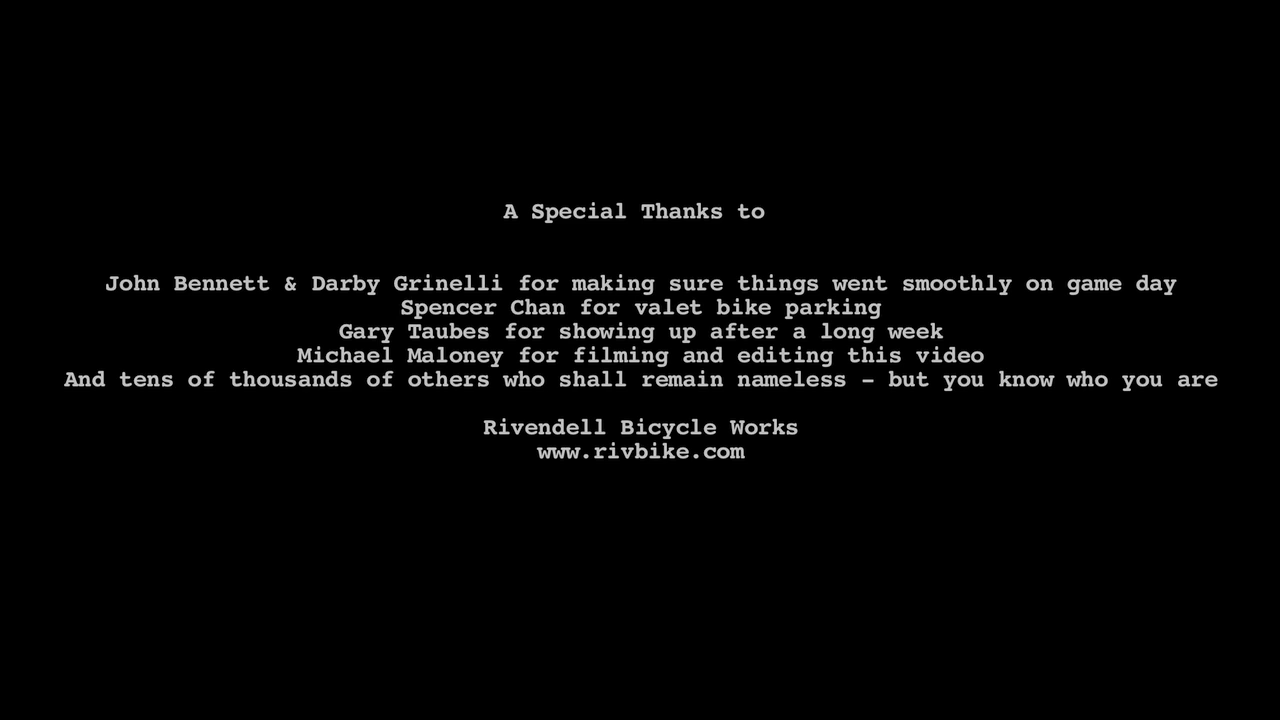 A Special Thanks to
John Bennett & Darby Grinelli for making sure things went smoothly on game day
Spencer Chan for valet bike parking
Gary Taubes for showing up after a long week
Michael Maloney for filming and editing this video
And tens of thousands of others who shall remain nameless – but you know who you are
Rivendell Bicycle Works
www.rivbike.com